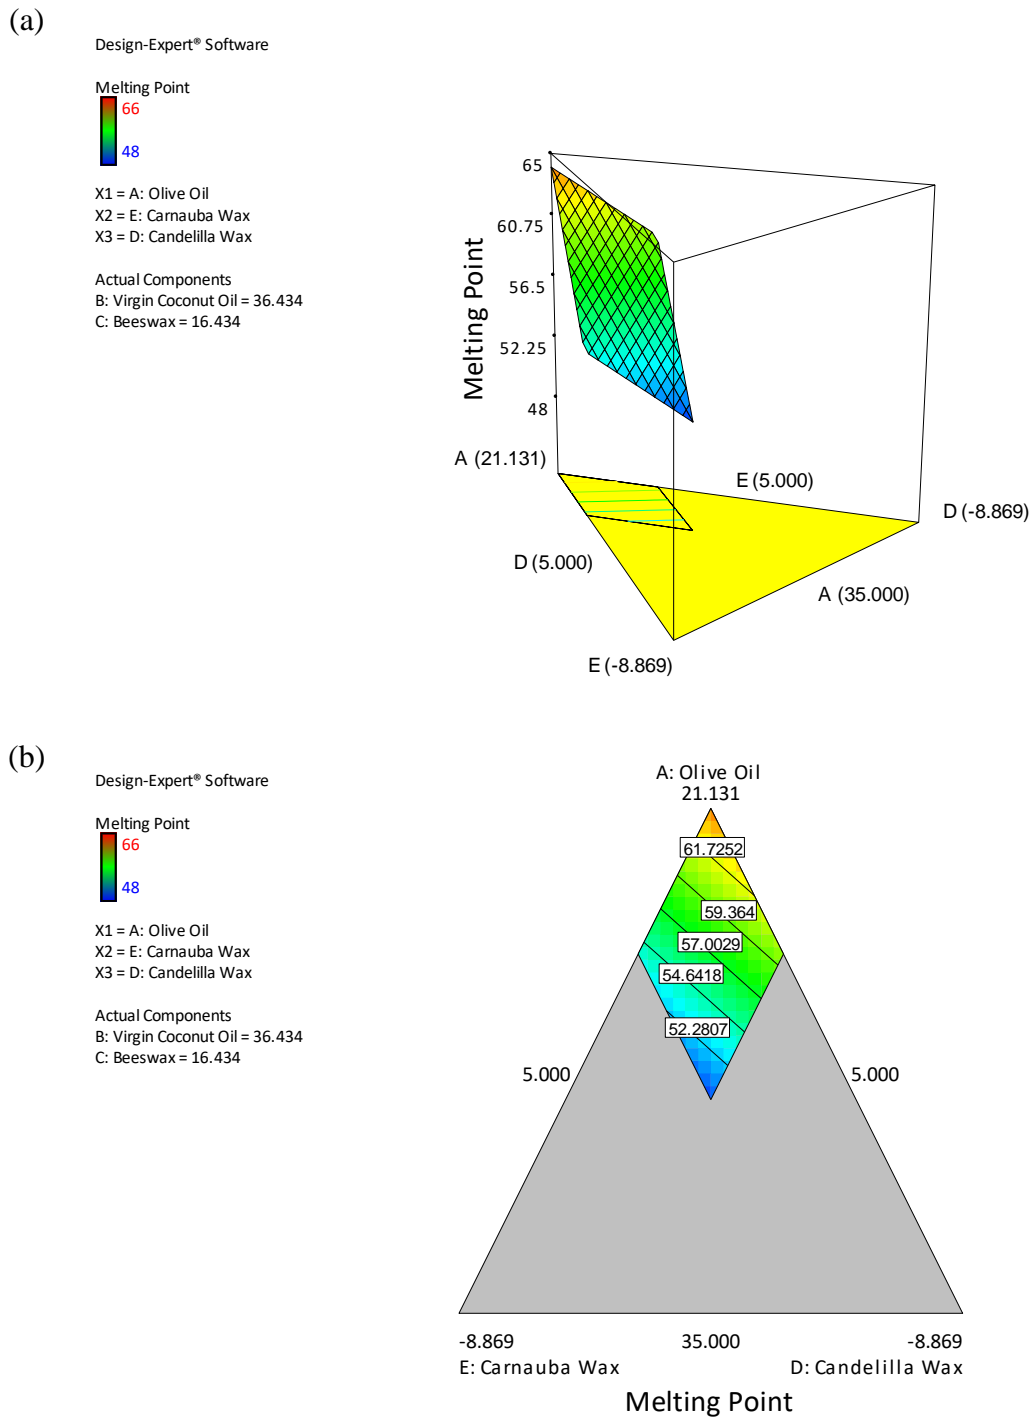 (a)
Design-Expert® Software
Melting Point
66
48
X1 = A: Olive Oil
X2 = E: Carnauba Wax
X3 = D: Candelilla Wax
Actual Components
B: Virgin Coconut Oil = 36.434
C: Beeswax = 16.434
65
60.75
56.5
52.25
48
Melting Point
A (21.131)
E (5.000)
D (-8.869)
D (5.000)
A (35.000)
E (-8.869)
(b)
Design-Expert® Software
Melting Point
66
48
X1 = A: Olive Oil
X2 = E: Carnauba Wax
X3 = D: Candelilla Wax
Actual Components
B: Virgin Coconut Oil = 36.434
C: Beeswax = 16.434
A: Olive Oil
21.131
61.7252
59.364
57.0029
54.6418
52.2807
5.000
5.000
-8.869
35.000
-8.869
E: Carnauba Wax
D: Candelilla Wax
Melting Point